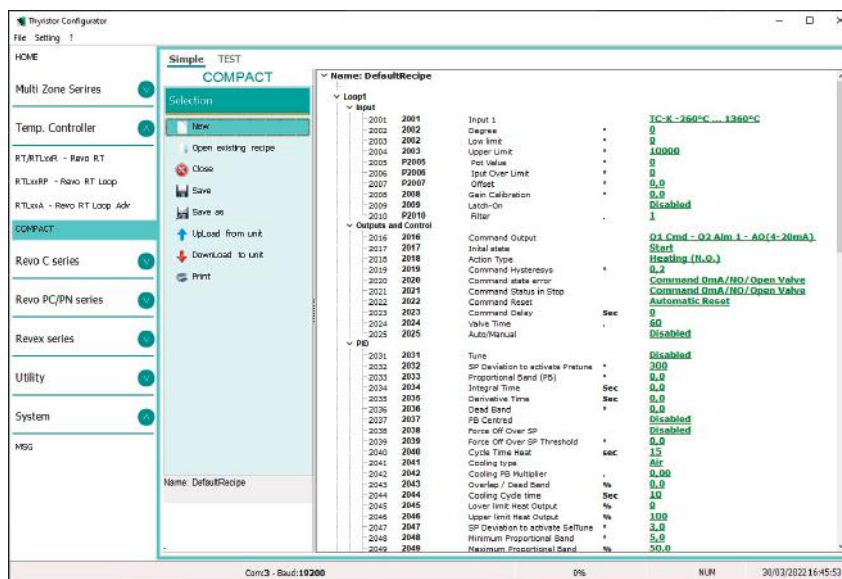 Thyristor Configurator
File Setting ?
HOME
Multi Zone Serires
Temp. Controller
RT/RTLxxR - Revo RT
RTLxxRP - Revo RT Loop
RTLxxA - Revo RT Loop Adv
COMPACT
Revo C series
Revo PC/PN series
Revex series
Utility
System
MSG
Simple TEST
COMPACT
Selection
New
Open existing recipe
Close
Save
Save as
UpLoad from unit
DownLoad to unit
Print
Name: DefaultRecipe
Name: DefaultRecipe
Loop1
Input
2001 2001 Input 1 TC-K -260°C ... 1360°C
2002 2002 Degree ° 0
2003 2002 Low limit ° 0
2004 2003 Upper Limit ° 10000
2005 P2005 Pot Value ° 0
2006 P2006 Iput Over Limit ° 0
2007 P2007 Offset ° 0,0
2008 2008 Gain Calibration ° 0,0
2009 2009 Latch-On Disabled
2010 P2010 Filter . 1
Outputs and Control
2016 2016 Command Output O1 Cmd - O2 Alm 1 - AO(4-20mA)
2017 2017 Inital state Start
2018 2018 Action Type Heating (N.O.)
2019 2019 Command Hysteresys ° 0,2
2020 2020 Command state error Command 0mA/NO/Open Valve
2021 2021 Command Status in Stop Command 0mA/NO/Open Valve
2022 2022 Command Reset Automatic Reset
2023 2023 Command Delay Sec 0
2024 2024 Valve Time . 60
2025 2025 Auto/Manual Disabled
PID
2031 2031 Tune Disabled
2032 2032 SP Deviation to activate Pretune ° 300
2033 2033 Proportional Band (PB) ° 0,0
2034 2034 Integral Time Sec 0,0
2035 2035 Derivative Time Sec 0,0
2036 2036 Dead Band ° 0,0
2037 2037 PB Centred Disabled
2038 2038 Force Off Over SP Disabled
2039 2039 Force Off Over SP Threshold ° 0,0
2040 2040 Cycle Time Heat sec 15
2041 2041 Cooling type Air
2042 2042 Cooling PB Multiplier . 0,00
2043 2043 Overlap / Dead Band % 0,0
2044 2044 Cooling Cycle time Sec 10
2045 2045 Lover limit Heat Output % 0
2046 2046 Upper limit Heat Output % 100
2047 2047 SP Deviation to activate SelTune ° 3,0
2048 2048 Minimum Proportional Band ° 5,0
2049 2049 Maximum Proportional Band % 50,0
Com:3 - Baud:19200 0% NUM 30/03/2022 16:45:53